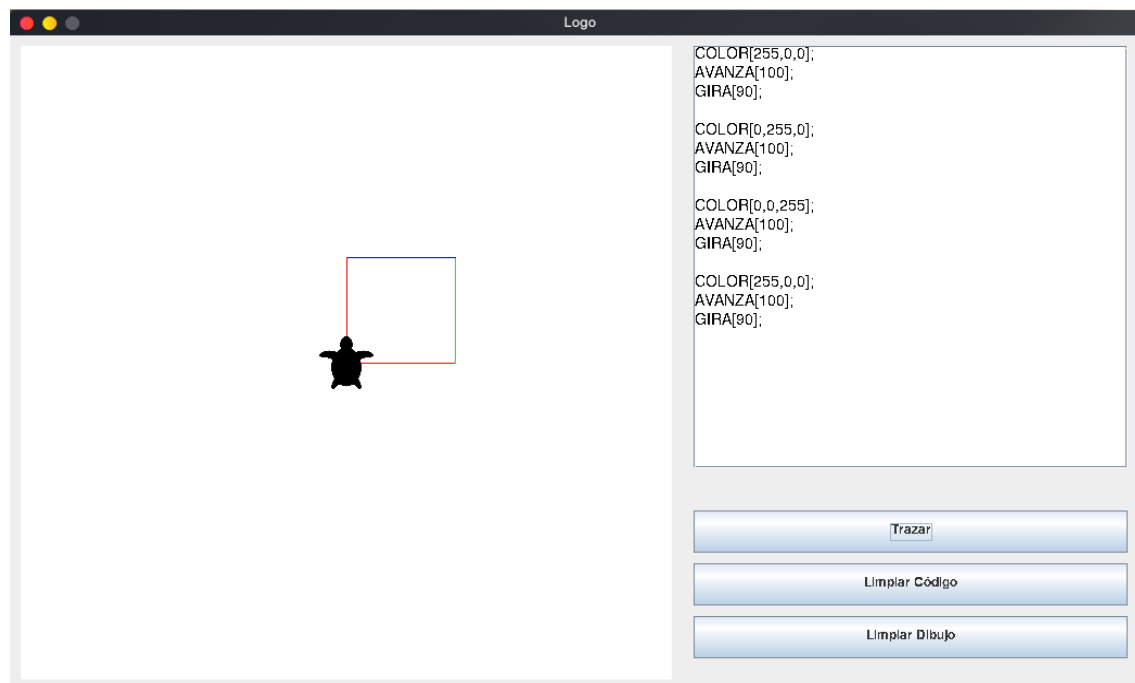 Logo
COLOR[255,0,0];
AVANZA[100];
GIRA[90];
COLOR[0,255,0];
AVANZA[100];
GIRA[90];
COLOR[0,0,255];
AVANZA[100];
GIRA[90];
COLOR[255,0,0];
AVANZA[100];
GIRA[90];
Trazar
Limpiar Código
Limpiar Dibujo